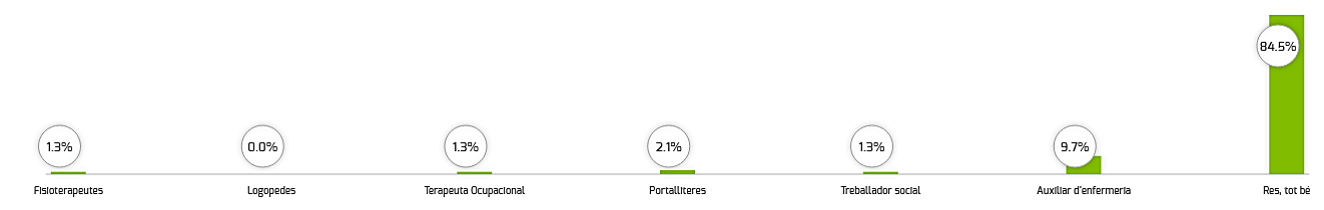 1.3%
0.0%
1.3%
2.1%
1.3%
9.7%
84.5%
Fisioterapeutes
Logopedes
Terapeuta Ocupacional
Portalliteres
Treballador social
Auxiliar d'enfermeria
Res, tot bé